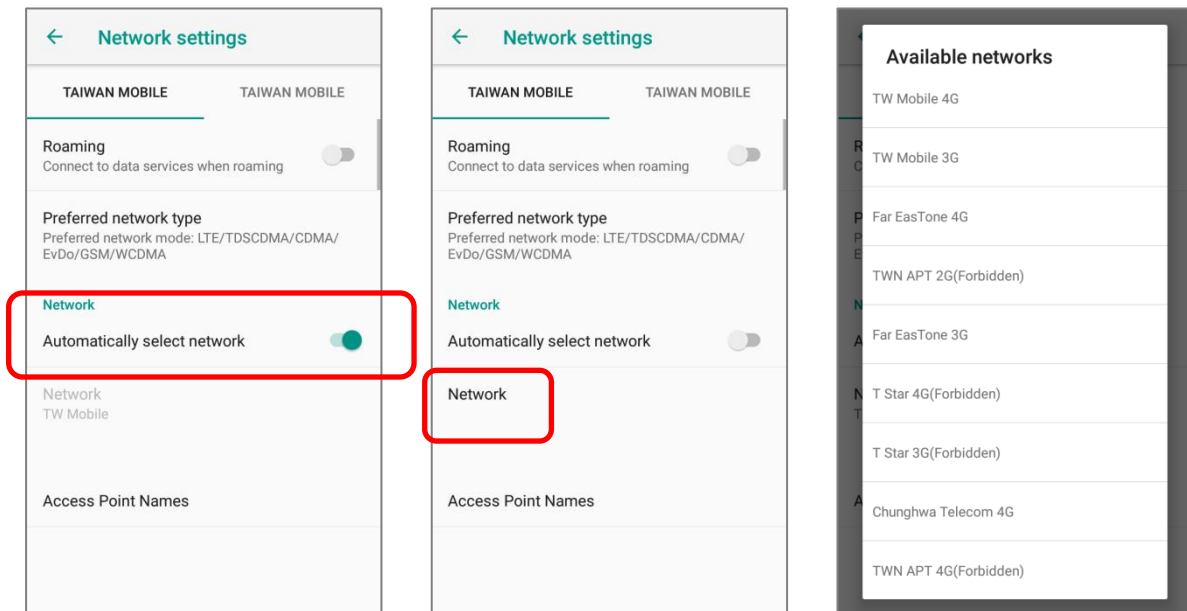 Network settings
TAIWAN MOBILE TAIWAN MOBILE
Roaming
Connect to data services when roaming
Preferred network type
Preferred network mode: LTE/TDSCDMA/CDMA/
EvDo/GSM/WCDMA
Network
Automatically select network
Network
TW Mobile
Access Point Names
Network settings
TAIWAN MOBILE TAIWAN MOBILE
Roaming
Connect to data services when roaming
Preferred network type
Preferred network mode: LTE/TDSCDMA/CDMA/
EvDo/GSM/WCDMA
Network
Automatically select network
Network
Access Point Names
Available networks
TW Mobile 4G
TW Mobile 3G
Far EasTone 4G
TWN APT 2G(Forbidden)
Far EasTone 3G
T Star 4G(Forbidden)
T Star 3G(Forbidden)
Chunghwa Telecom 4G
TWN APT 4G(Forbidden)